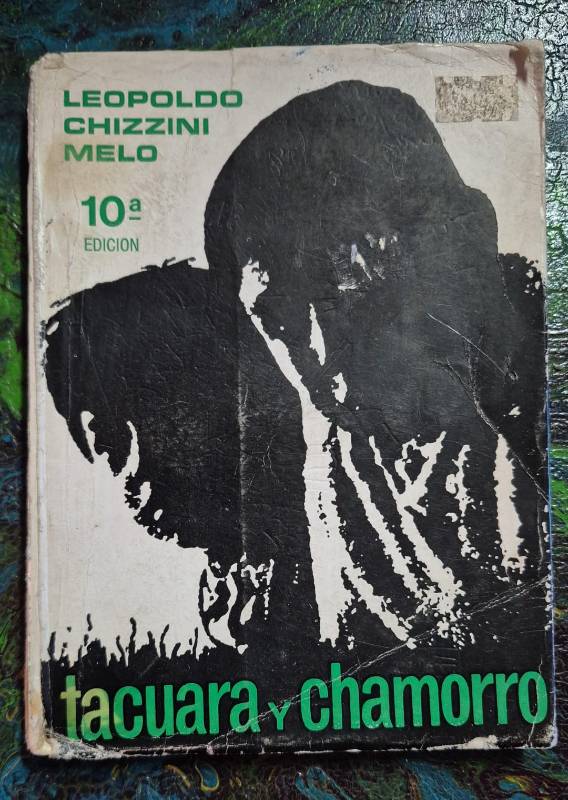 LEOPOLDO
CHIZZINI
MELO
10ª
EDICION
tacuara Y chamorro